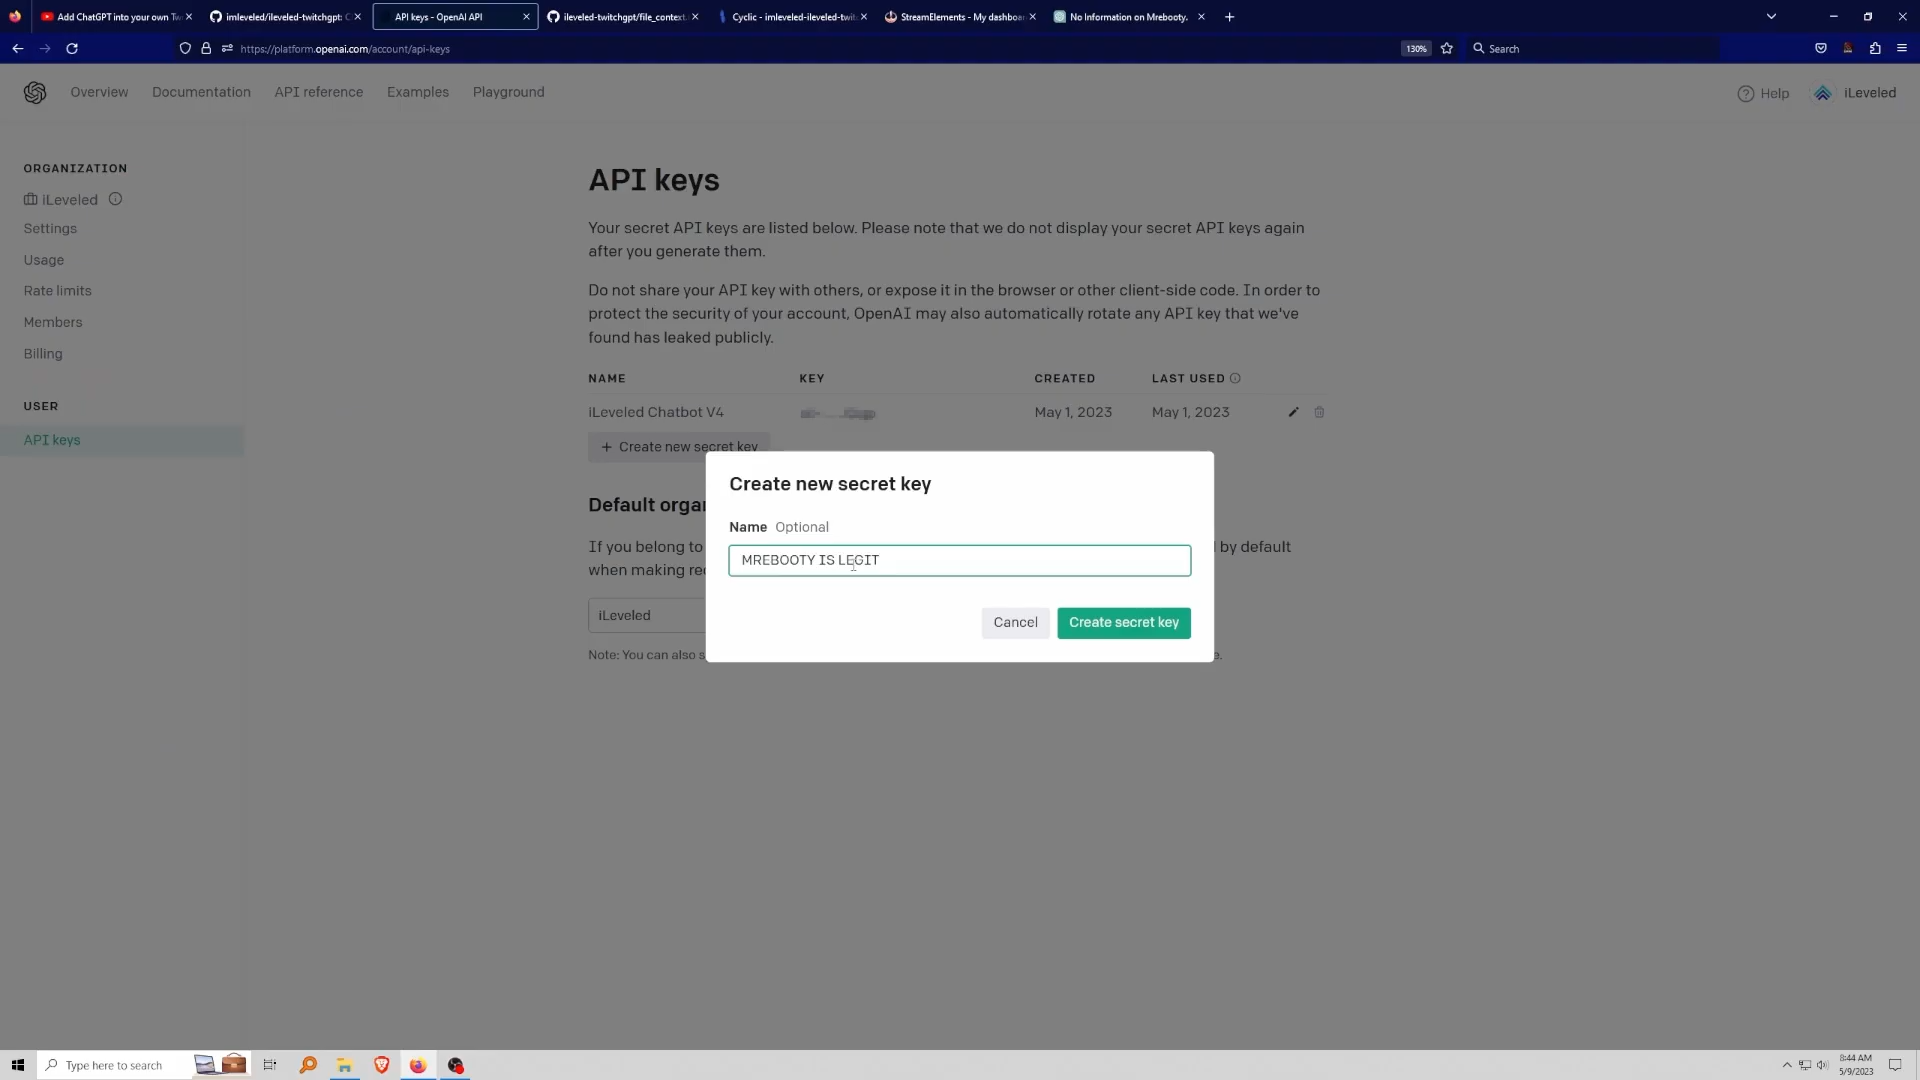 Add ChatGPT into your own Tw
imleveled/ileveled-twitchgpt: C
API keys - OpenAI API
ileveled-twitchgpt/file_context.
Cyclic - imleveled-ileveled-twit
StreamElements - My dashboa
No Information on Mrebooty.
https://platform.openai.com/account/api-keys
130%
Search
Overview
Documentation
API reference
Examples
Playground
Help
iLeveled
ORGANIZATION
iLeveled
Settings
Usage
Rate limits
Members
Billing
USER
API keys
API keys
Your secret API keys are listed below. Please note that we do not display your secret API keys again
after you generate them.
Do not share your API key with others, or expose it in the browser or other client-side code. In order to
protect the security of your account, OpenAI may also automatically rotate any API key that we've
found has leaked publicly.
NAME KEY CREATED LAST USED
iLeveled Chatbot V4 May 1, 2023 May 1, 2023
+ Create new secret key
Default orga
If you belong to
by default
when making re
iLeveled
Note: You can also s
e.
Create new secret key
Name Optional
MREBOOTY IS LEGIT
Cancel
Create secret key
Type here to search
8:44 AM
5/9/2023